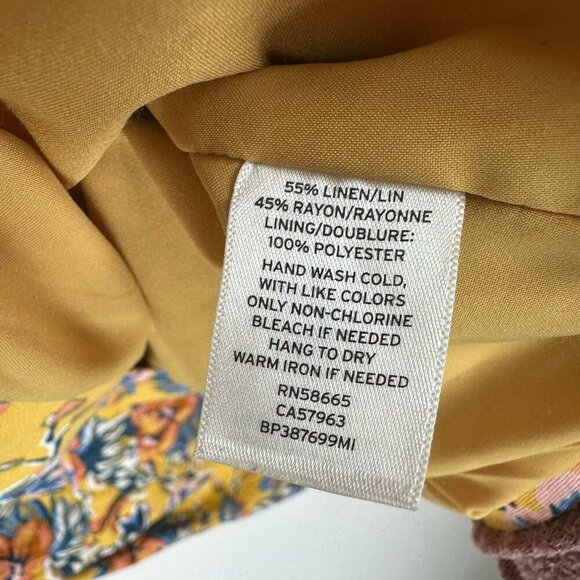 55% LINEN/LIN
45% RAYON/RAYONNE
LINING/DOUBLURE:
100% POLYESTER
HAND WASH COLD,
WITH LIKE COLORS
ONLY NON-CHLORINE
BLEACH IF NEEDED
HANG TO DRY
WARM IRON IF NEEDED
RN58665
CA57963
BP387699MI